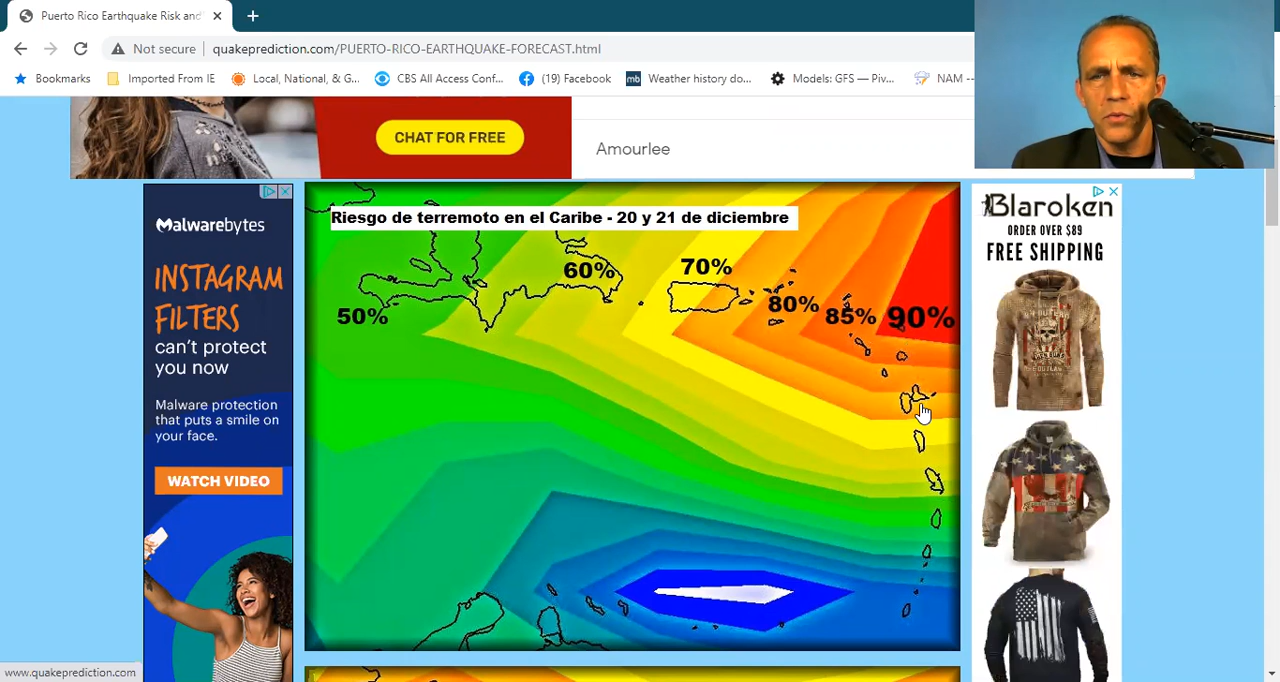 Puerto Rico Earthquake Risk and
Not secure
quakeprediction.com/PUERTO-RICO-EARTHQUAKE-FORECAST.html
Bookmarks
Imported From IE
Local, National, & G...
CBS All Access Conf...
(19) Facebook
mb
Weather history do...
Models: GFS — Piv...
NAM --
CHAT FOR FREE
Amourlee
Malwarebytes
INSTAGRAM
FILTERS
can't protect
you now
Malware protection
that puts a smile on
your face.
WATCH VIDEO
Riesgo de terremoto en el Caribe - 20 y 21 de diciembre
50%
60%
70%
80%
85%
90%
Blaroken
ORDER OVER $89
FREE SHIPPING
www.quakeprediction.com